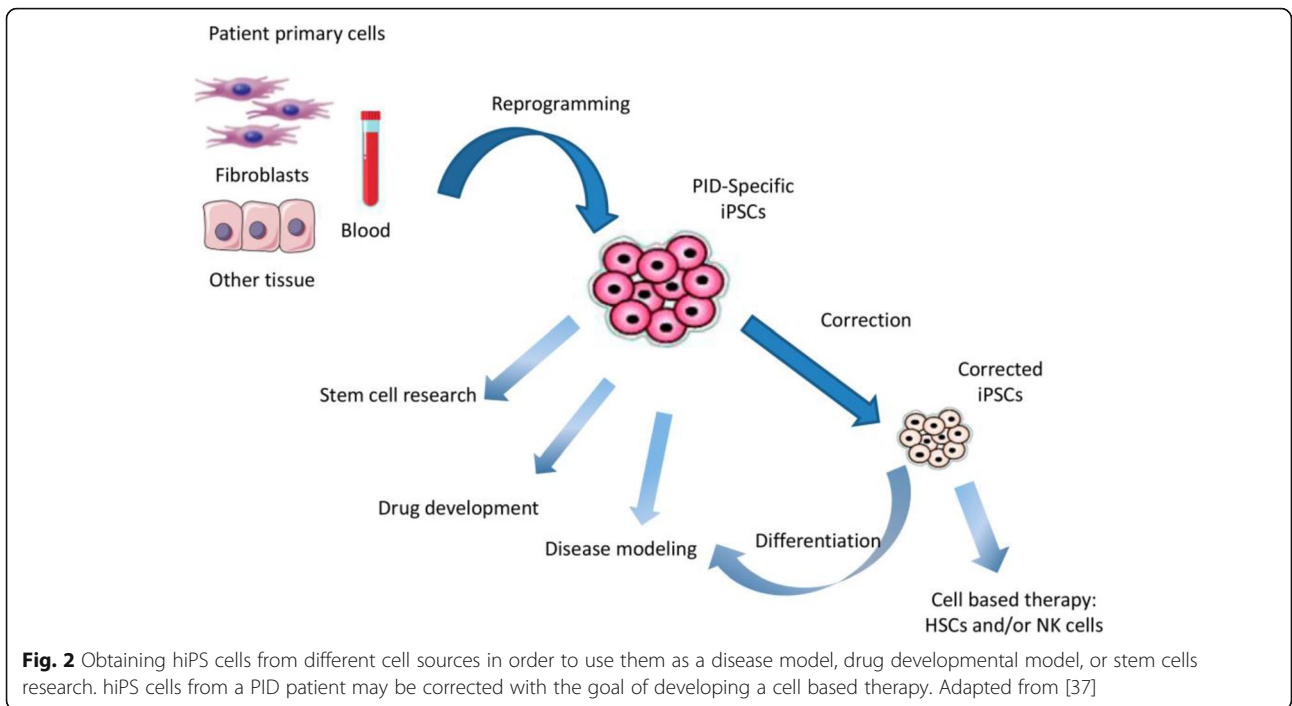 Patient primary cells
Reprogramming
Fibroblasts
Blood
Other tissue
PID-Specific
iPSCs
Correction
Corrected
iPSCs
Stem cell research
Drug development
Disease modeling
Differentiation
Cell based therapy:
HSCs and/or NK cells
Fig. 2 Obtaining hiPS cells from different cell sources in order to use them as a disease model, drug developmental model, or stem cells
research. hiPS cells from a PID patient may be corrected with the goal of developing a cell based therapy. Adapted from [37]